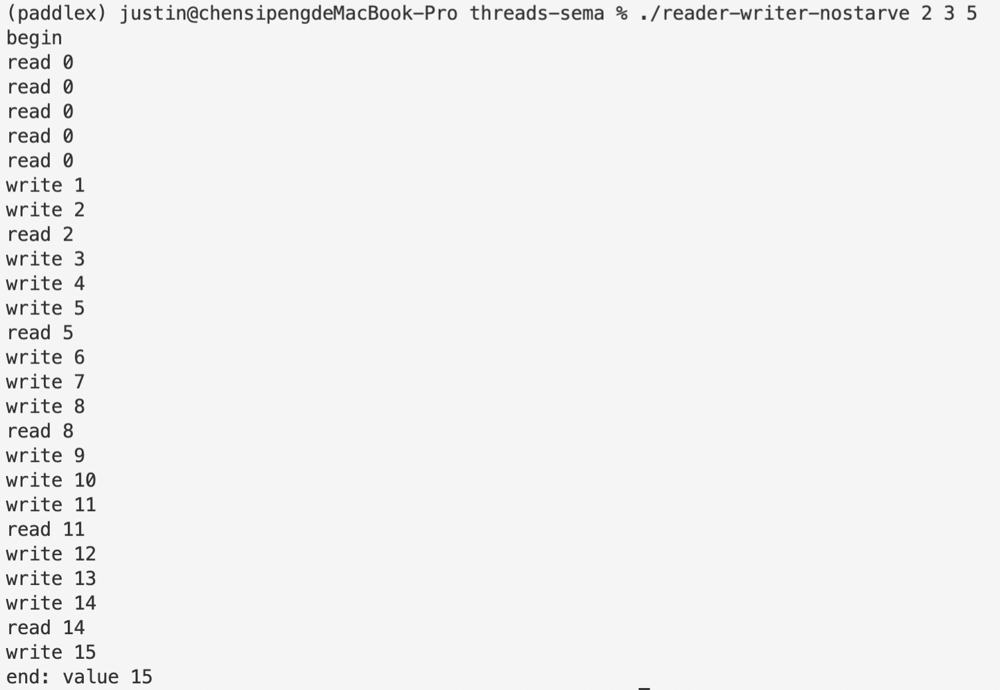 (paddlex) justin@chensipengdeMacBook-Pro threads-sema % ./reader-writer-nostarve 2 3 5
begin
read 0
read 0
read 0
read 0
read 0
write 1
write 2
read 2
write 3
write 4
write 5
read 5
write 6
write 7
write 8
read 8
write 9
write 10
write 11
read 11
write 12
write 13
write 14
read 14
write 15
end: value 15